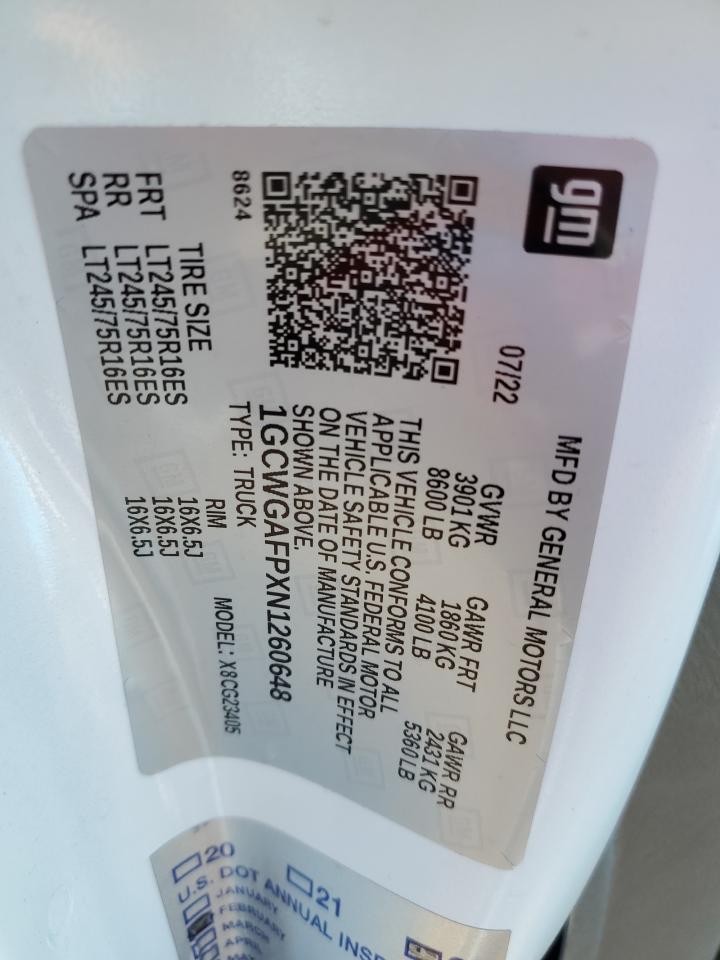 gm
MFD BY GENERAL MOTORS LLC
07/22
GVWR GAWR FRT GAWR RR
3901 KG 1860 KG 2431 KG
8600 LB 4100 LB 5360 LB
THIS VEHICLE CONFORMS TO ALL
APPLICABLE U.S. FEDERAL MOTOR
VEHICLE SAFETY STANDARDS IN EFFECT
ON THE DATE OF MANUFACTURE
SHOWN ABOVE.
1GCWGAFPXN1260648
8624
TYPE: TRUCK MODEL: X8CG23405
TIRE SIZE RIM
FRT LT245/75R16ES 16X6.5J
RR LT245/75R16ES 16X6.5J
SPA LT245/75R16ES 16X6.5J
20 21
U.S. DOT ANNUAL
JANUARY
FEBRUARY
MARCH
APRIL